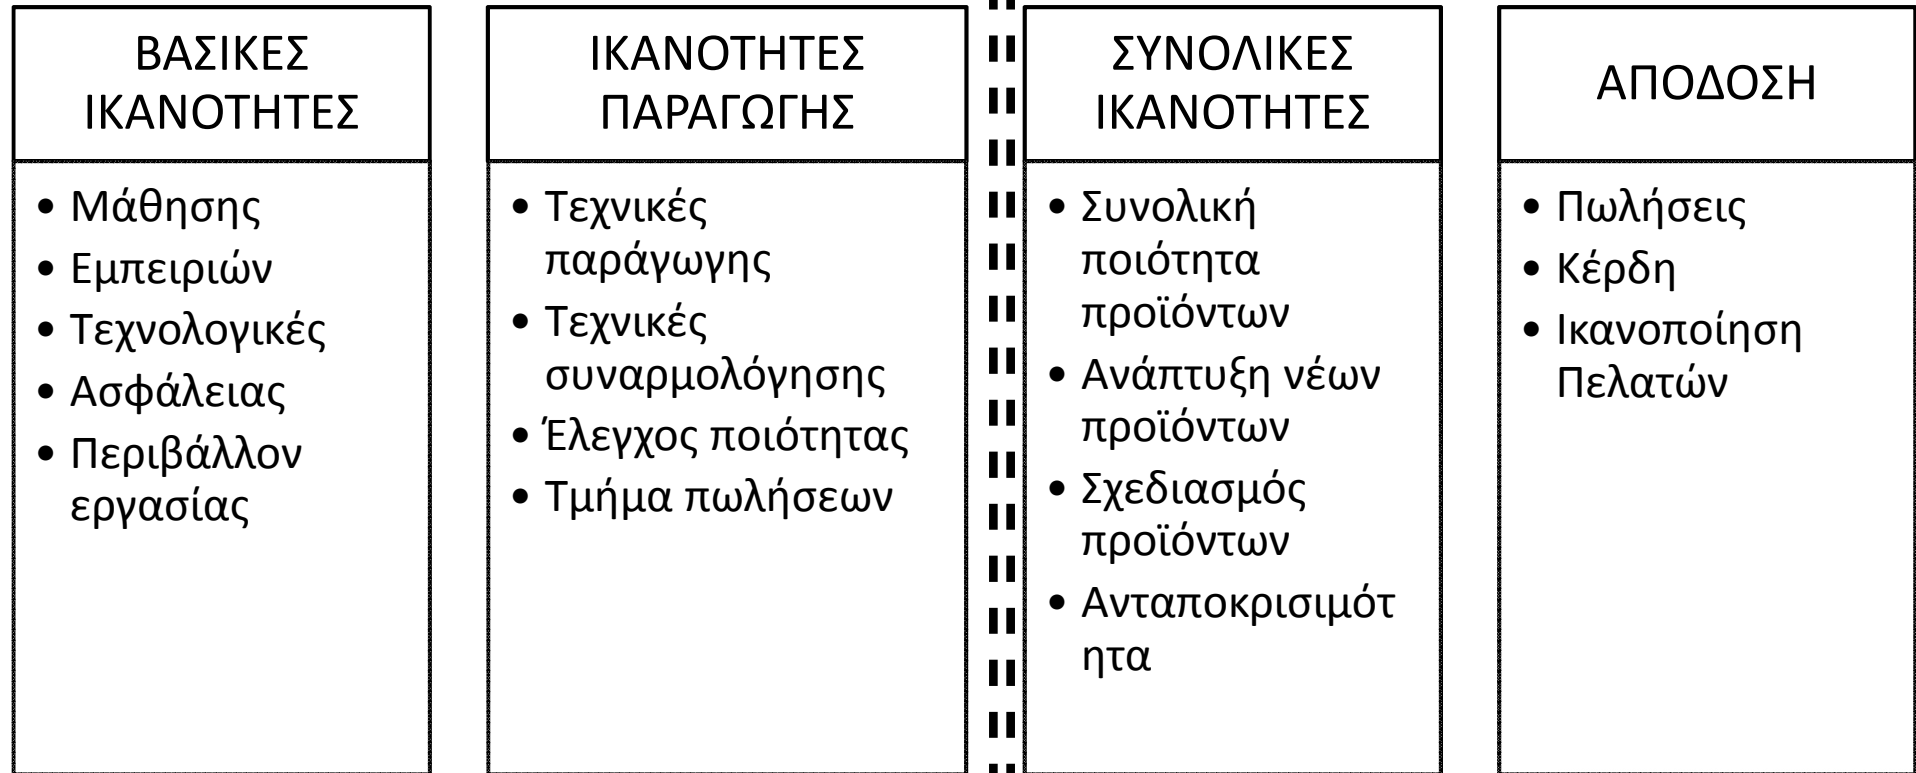 ΒΑΣΙΚΕΣ
ΙΚΑΝΟΤΗΤΕΣ
• Μάθησης
• Εμπειριών
• Τεχνολογικές
• Ασφάλειας
• Περιβάλλον
εργασίας
ΙΚΑΝΟΤΗΤΕΣ
ΠΑΡΑΓΩΓΗΣ
• Τεχνικές
παράγωγης
• Τεχνικές
συναρμολόγησης
• Έλεγχος ποιότητας
• Τμήμα πωλήσεων
ΣΥΝΟΛΙΚΕΣ
ΙΚΑΝΟΤΗΤΕΣ
• Συνολική
ποιότητα
προϊόντων
• Ανάπτυξη νέων
προϊόντων
• Σχεδιασμός
προϊόντων
• Ανταποκρισιμότ
ητα
ΑΠΟΔΟΣΗ
• Πωλήσεις
• Κέρδη
• Ικανοποίηση
Πελατών